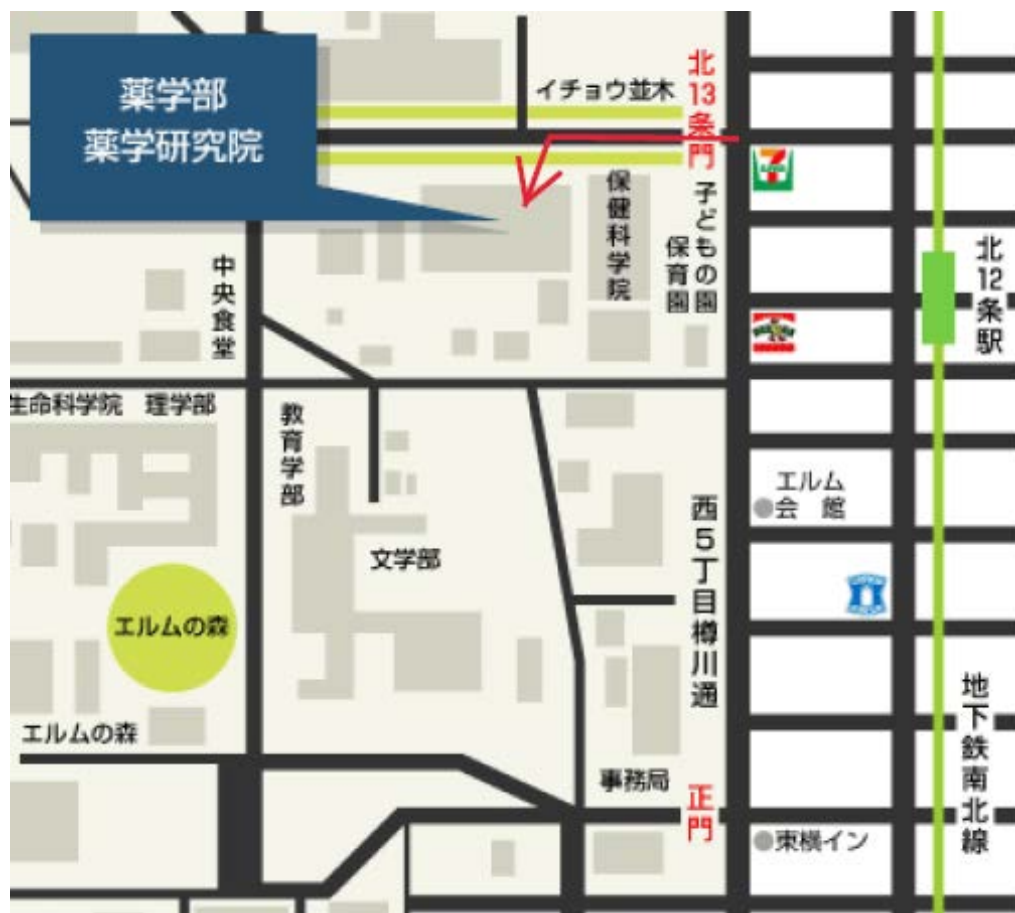 薬学部
薬学研究院
イチョウ並木
北13条門
保健科学院
子どもの園
保育園
北12条駅
中央食堂
生命科学院 理学部
教育学部
エルム
会 館
西5丁目樽川通
文学部
エルムの森
地下鉄南北線
エルムの森
事務局
正門
東横イン